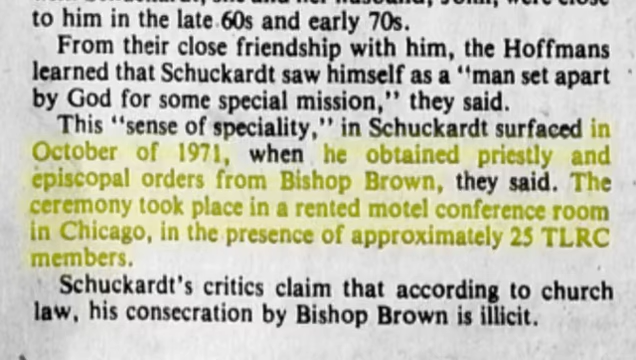 to him in the late 60s and early 70s.
From their close friendship with him, the Hoffmans
learned that Schuckardt saw himself as a "man set apart
by God for some special mission," they said.
This "sense of speciality," in Schuckardt surfaced in
October of 1971, when he obtained priestly and
episcopal orders from Bishop Brown, they said. The
ceremony took place in a rented motel conference room
in Chicago, in the presence of approximately 25 TLRC
members.
Schuckardt's critics claim that according to church
law, his consecration by Bishop Brown is illicit.